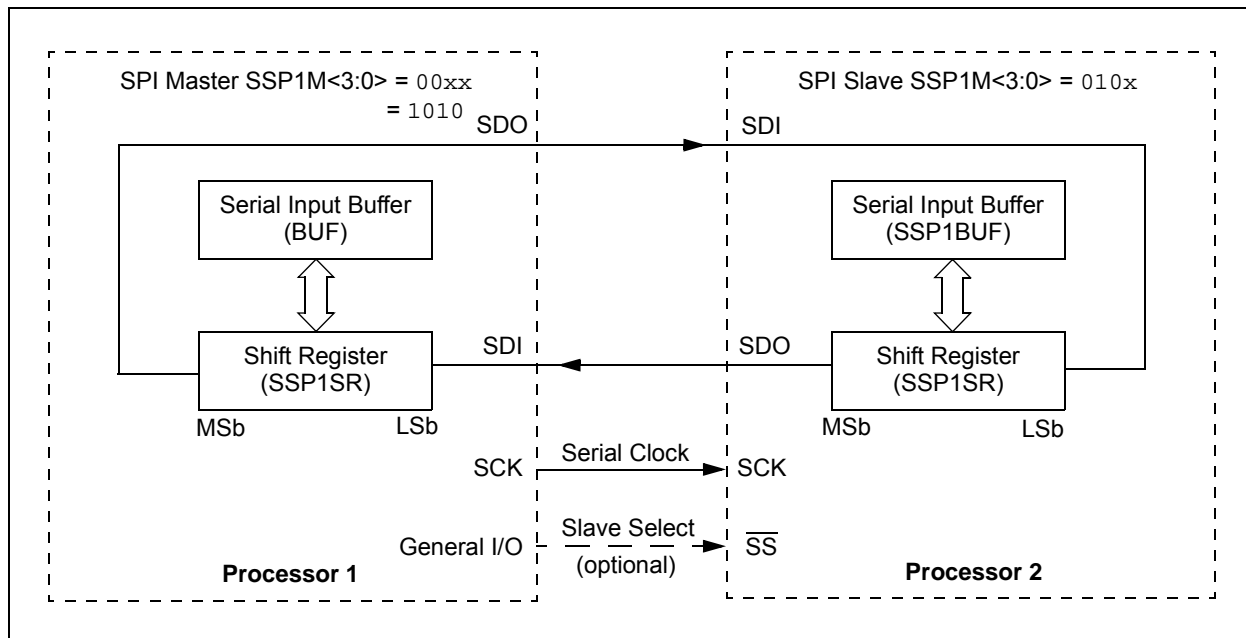 SPI Master SSP1M<3:0> = 00xx
= 1010
SPI Slave SSP1M<3:0> = 010x
SDO
SDI
Serial Input Buffer
(BUF)
Serial Input Buffer
(SSP1BUF)
SDI
SDO
Shift Register
(SSP1SR)
Shift Register
(SSP1SR)
MSb
LSb
MSb
LSb
SCK
Serial Clock
SCK
General I/O
Slave Select
(optional)
S̅S̅
Processor 1
Processor 2